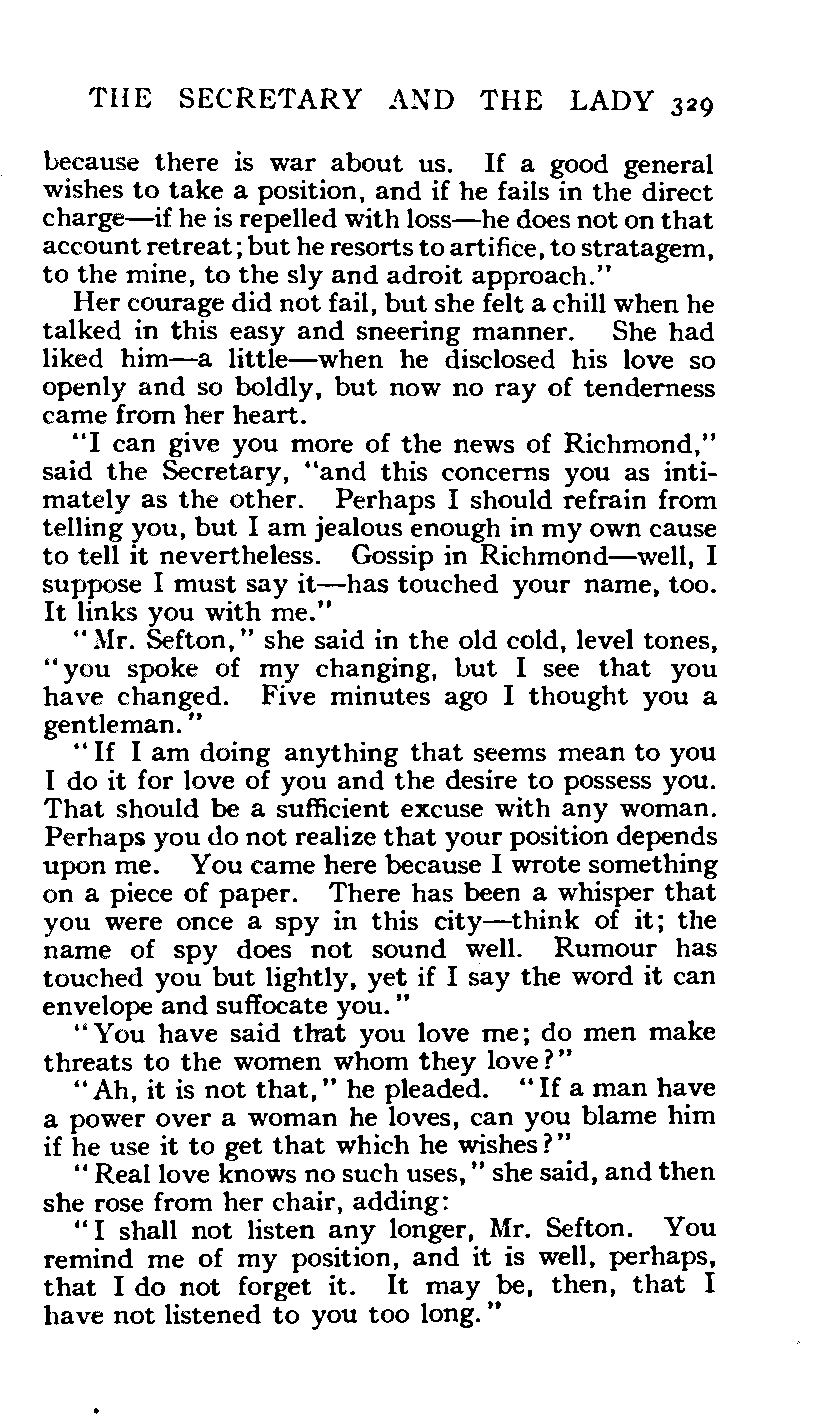 THE SECRETARY AND THE LADY 329
because there is war about us. If a good general
wishes to take a position, and if he fails in the direct
charge—if he is repelled with loss—he does not on that
account retreat; but he resorts to artifice, to stratagem,
to the mine, to the sly and adroit approach."
Her courage did not fail, but she felt a chill when he
talked in this easy and sneering manner. She had
liked him—a little—when he disclosed his love so
openly and so boldly, but now no ray of tenderness
came from her heart.
"I can give you more of the news of Richmond,"
said the Secretary, "and this concerns you as inti-
mately as the other. Perhaps I should refrain from
telling you, but I am jealous enough in my own cause
to tell it nevertheless. Gossip in Richmond—well, I
suppose I must say it—has touched your name, too.
It links you with me."
"Mr. Sefton," she said in the old cold, level tones,
"you spoke of my changing, but I see that you
have changed. Five minutes ago I thought you a
gentleman."
"If I am doing anything that seems mean to you
I do it for love of you and the desire to possess you.
That should be a sufficient excuse with any woman.
Perhaps you do not realize that your position depends
upon me. You came here because I wrote something
on a piece of paper. There has been a whisper that
you were once a spy in this city—think of it; the
name of spy does not sound well. Rumour has
touched you but lightly, yet if I say the word it can
envelope and suffocate you."
"You have said that you love me; do men make
threats to the women whom they love?"
"Ah, it is not that," he pleaded. "If a man have
a power over a woman he loves, can you blame him
if he use it to get that which he wishes?"
"Real love knows no such uses," she said, and then
she rose from her chair, adding:
"I shall not listen any longer, Mr. Sefton. You
remind me of my position, and it is well, perhaps,
that I do not forget it. It may be, then, that I
have not listened to you too long."